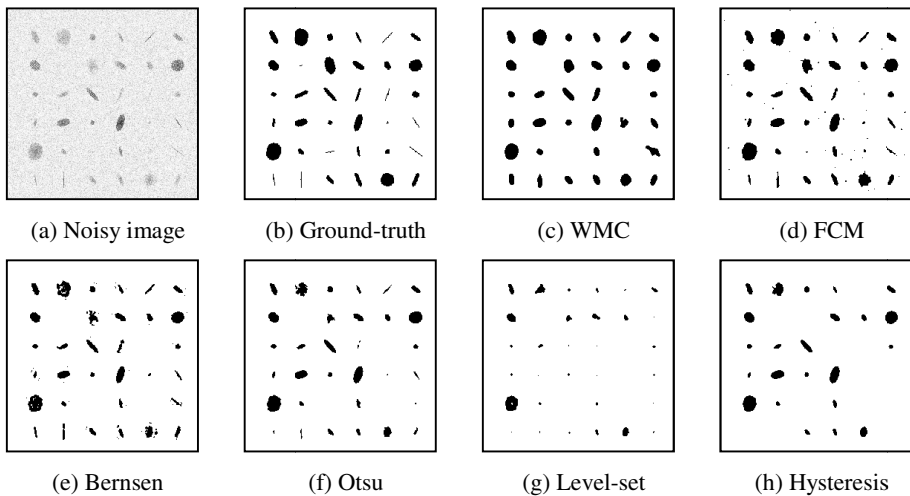 (a) Noisy image
(b) Ground-truth
(c) WMC
(d) FCM
(e) Bernsen
(f) Otsu
(g) Level-set
(h) Hysteresis